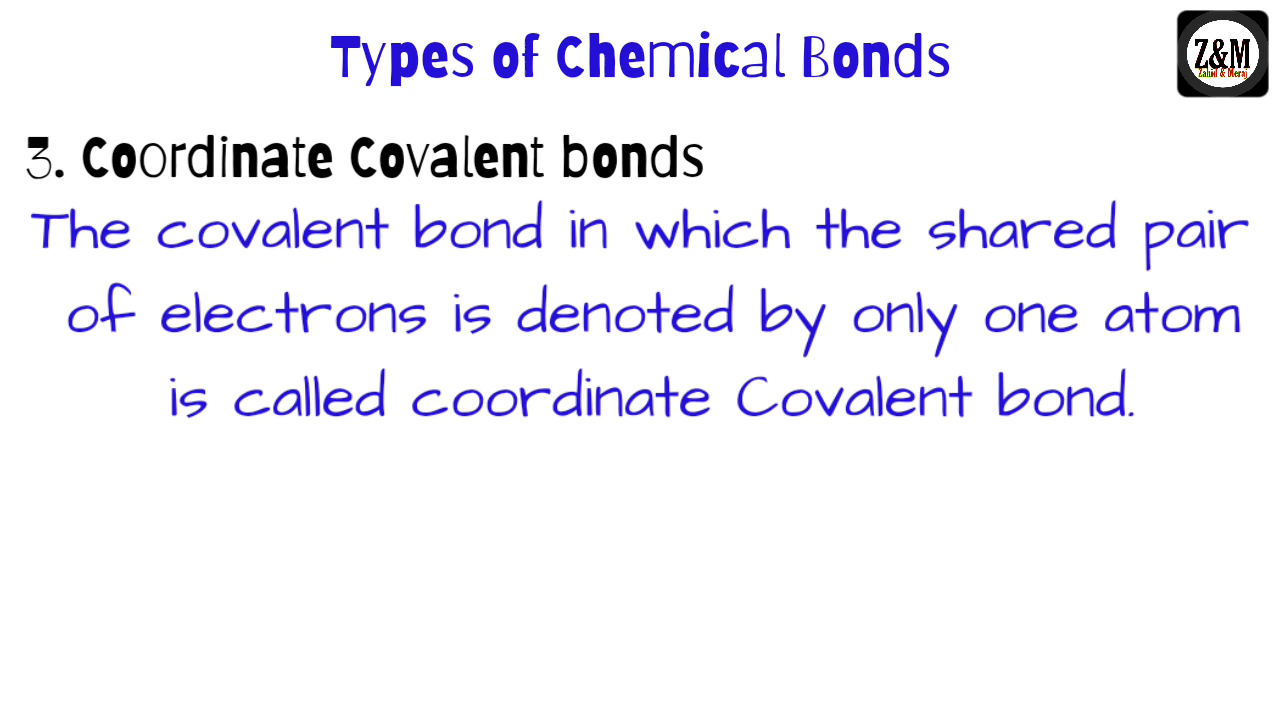 Types of Chemical Bonds
Z&M
Zahid & Meraj
3. Coordinate Covalent bonds
The covalent bond in which the shared pair
of electrons is denoted by only one atom
is called coordinate Covalent bond.